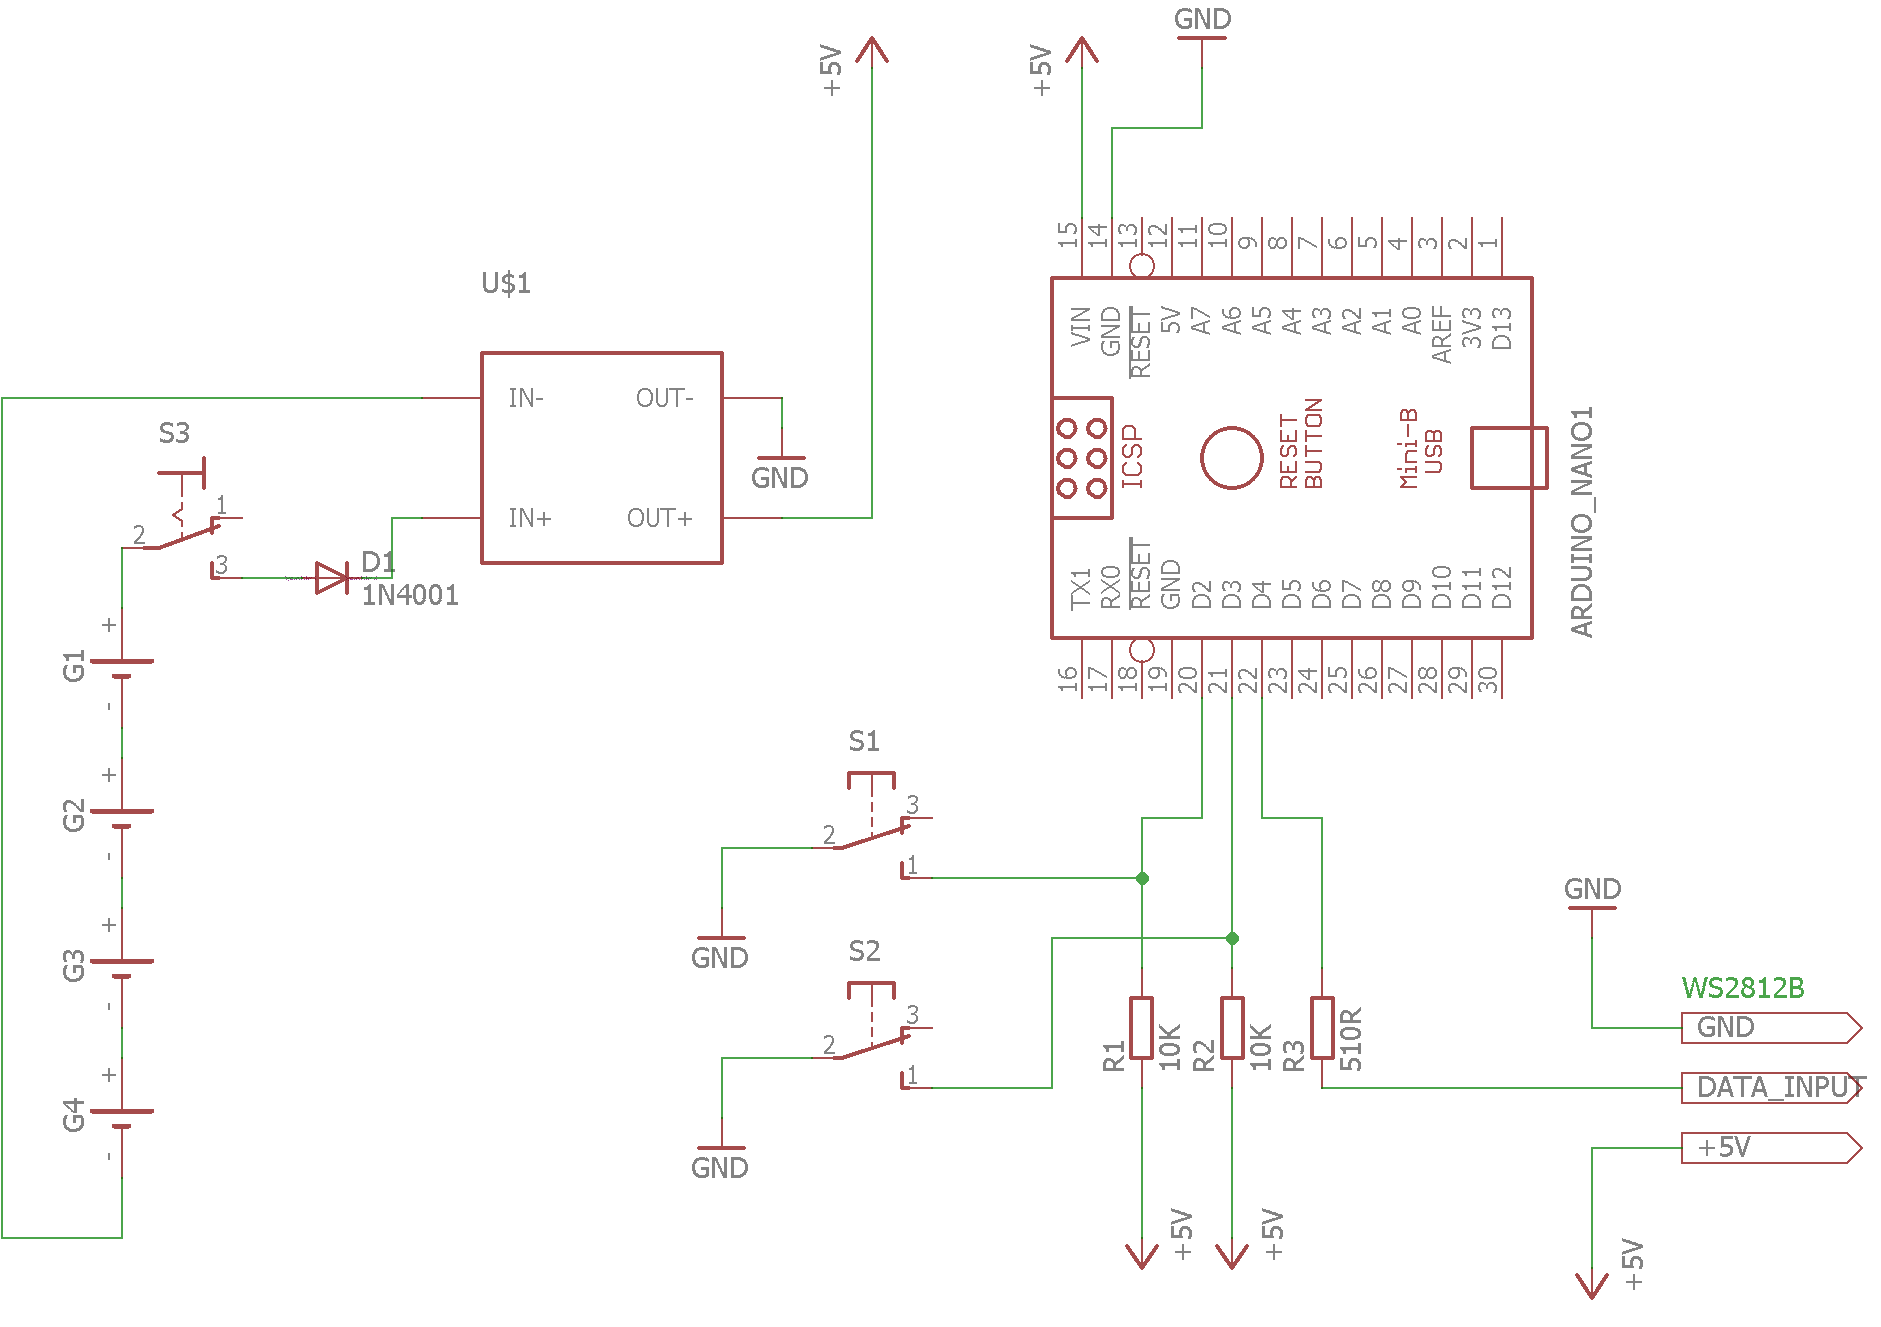 GND
+5V
+5V
15
14
13
12
11
10
9
8
7
6
5
4
3
2
1
VIN
GND
RESET
5V
A7
A6
A5
A4
A3
A2
A1
A0
AREF
3V3
D13
ICSP
RESET
BUTTON
Mini-B
USB
ARDUINO_NANO1
TX1
RX0
RESET
GND
D2
D3
D4
D5
D6
D7
D8
D9
D10
D11
D12
16
17
18
19
20
21
22
23
24
25
26
27
28
29
30
U$1
IN-
OUT-
IN+
OUT+
GND
S3
1
2
3
D1
1N4001
+
G1
-
+
G2
-
+
G3
-
+
G4
-
S1
3
2
1
GND
S2
3
2
1
GND
R1
10K
R2
10K
R3
510R
+5V
+5V
GND
WS2812B
GND
DATA_INPUT
+5V
+5V